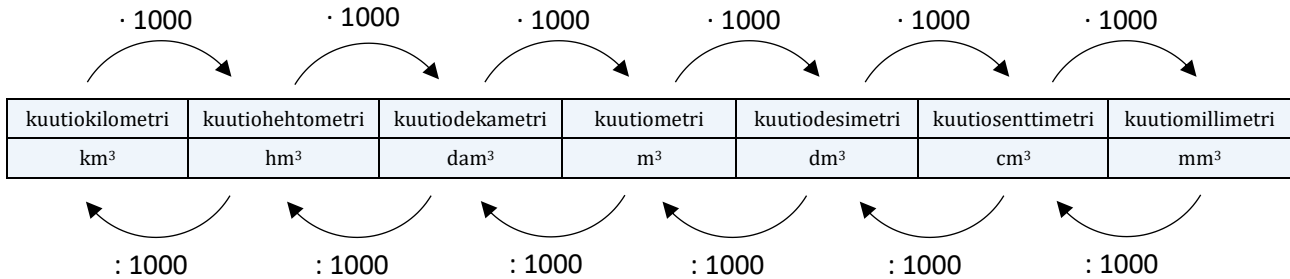 · 1000 · 1000 · 1000 · 1000 · 1000 · 1000
kuutiokilometri kuutiohehtometri kuutiodekametri kuutiometri kuutiodesimetri kuutiosenttimetri kuutiomillimetri
km³ hm³ dam³ m³ dm³ cm³ mm³
: 1000 : 1000 : 1000 : 1000 : 1000 : 1000